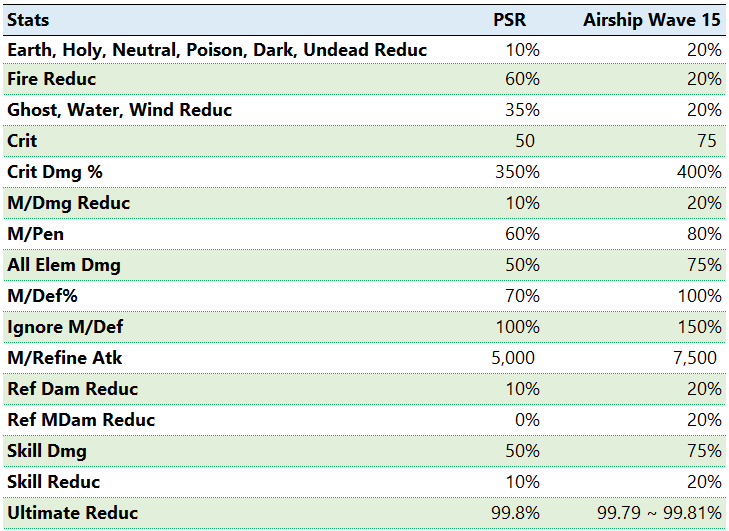 Stats PSR Airship Wave 15
Earth, Holy, Neutral, Poison, Dark, Undead Reduc 10% 20%
Fire Reduc 60% 20%
Ghost, Water, Wind Reduc 35% 20%
Crit 50 75
Crit Dmg % 350% 400%
M/Dmg Reduc 10% 20%
M/Pen 60% 80%
All Elem Dmg 50% 75%
M/Def% 70% 100%
Ignore M/Def 100% 150%
M/Refine Atk 5,000 7,500
Ref Dam Reduc 10% 20%
Ref MDam Reduc 0% 20%
Skill Dmg 50% 75%
Skill Reduc 10% 20%
Ultimate Reduc 99.8% 99.79 ~ 99.81%